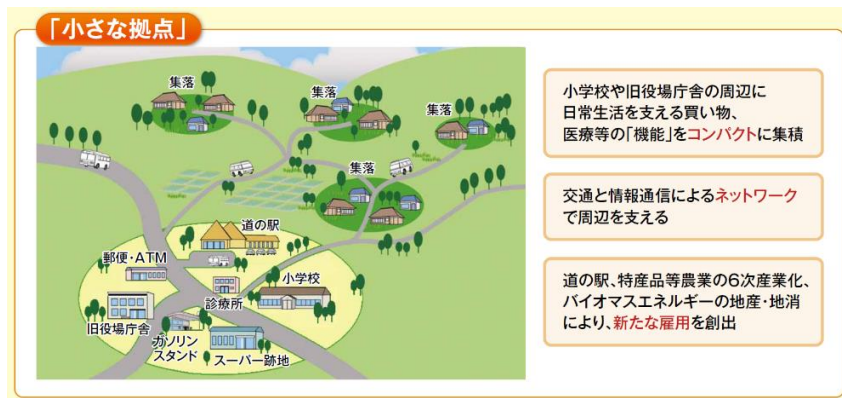 「小さな拠点」
集落
集落
集落
集落
道の駅
郵便・ATM
小学校
診療所
旧役場庁舎
ガソリン
スタンド
スーパー跡地
小学校や旧役場庁舎の周辺に
日常生活を支える買い物、
医療等の「機能」をコンパクトに集積
交通と情報通信によるネットワーク
で周辺を支える
道の駅、特産品等農業の6次産業化、
バイオマスエネルギーの地産・地消
により、新たな雇用を創出